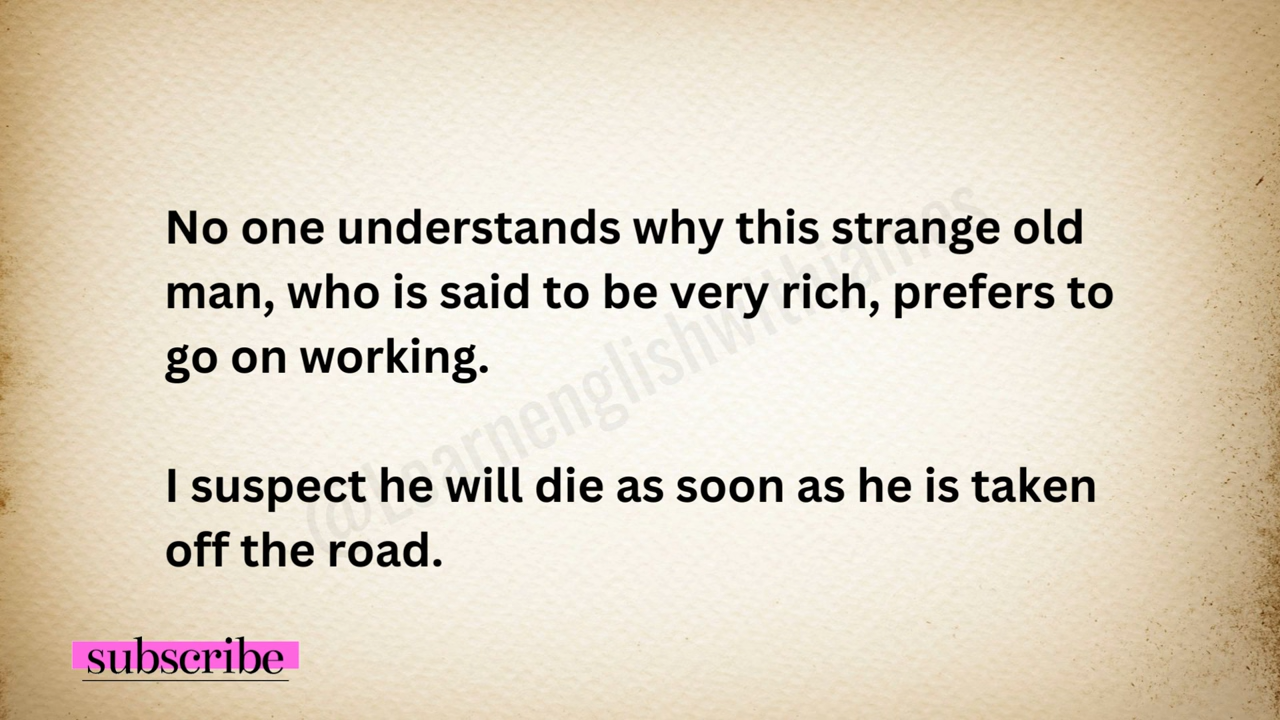 No one understands why this strange old
man, who is said to be very rich, prefers to
go on working.
I suspect he will die as soon as he is taken
off the road.
@Learnenglishwithjames
subscribe